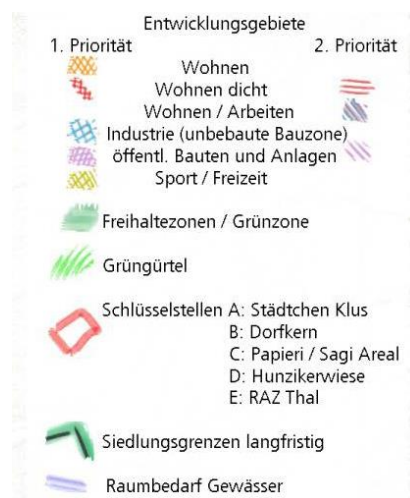 Entwicklungsgebiete
1. Priorität 2. Priorität
Wohnen
Wohnen dicht
Wohnen / Arbeiten
Industrie (unbebaute Bauzone)
öffentl. Bauten und Anlagen
Sport / Freizeit
Freihaltezonen / Grünzone
Grüngürtel
Schlüsselstellen A: Städtchen Klus
B: Dorfkern
C: Papieri / Sagi Areal
D: Hunzikerwiese
E: RAZ Thal
Siedlungsgrenzen langfristig
Raumbedarf Gewässer